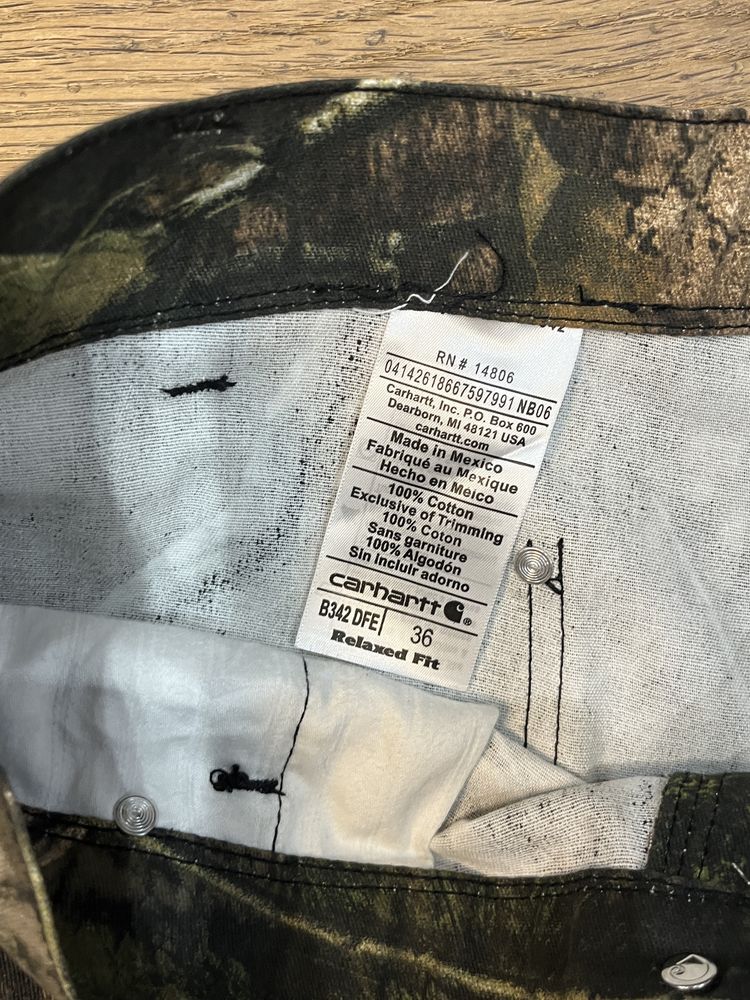 RN # 14806
04142618667597991 NB06
Carhartt, Inc. P.O. Box 600
Dearborn, MI 48121 USA
carhartt.com
Made in Mexico
Fabriqué au Mexique
Hecho en Meico
100% Cotton
Exclusive of Trimming
100% Coton
Sans garniture
100% Algodón
Sin incluir adorno
carhartt ®
B342 DFE 36
Relaxed Fit